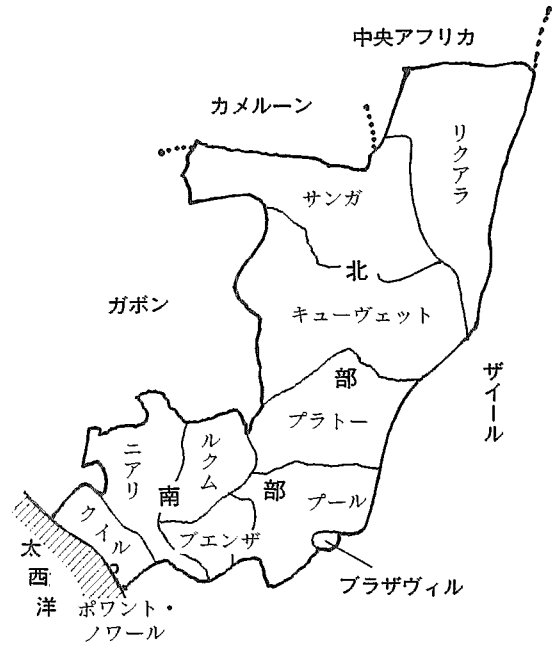 中央アフリカ
カメルーン
リクアラ
サンガ
北
ガボン
キューヴェット
ザイール
部
プラトー
ルクム
ニアリ
南
部
プール
クイル
ブエンザ
太西洋
ブラザヴィル
ポワント・
ノワール